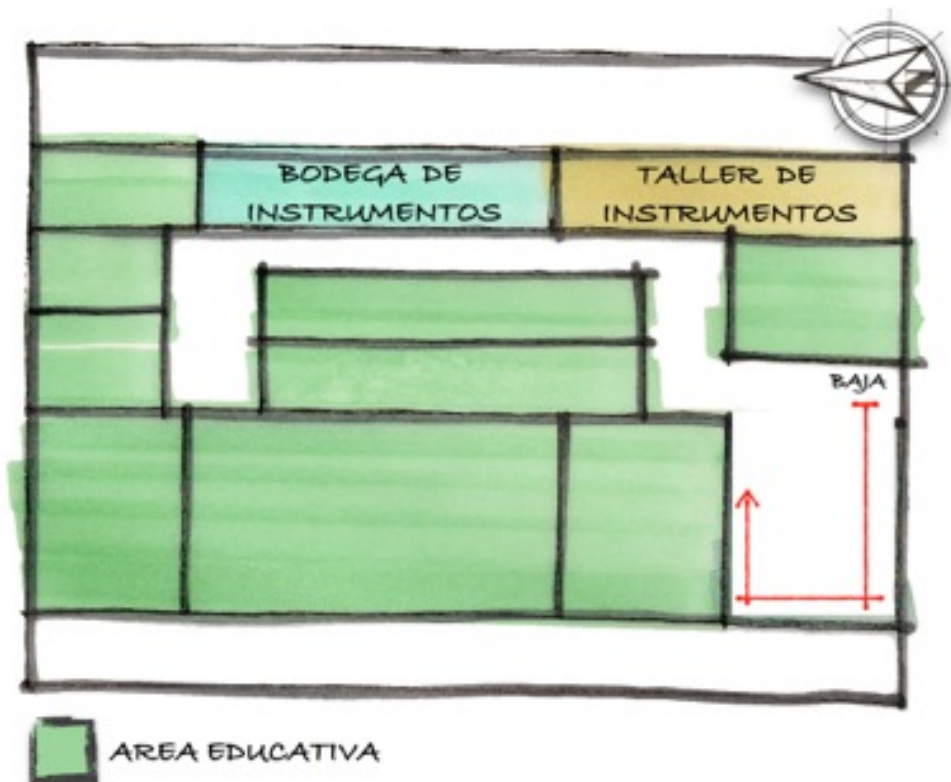 N
BODEGA DE
INSTRUMENTOS
TALLER DE
INSTRUMENTOS
BAJA
AREA EDUCATIVA